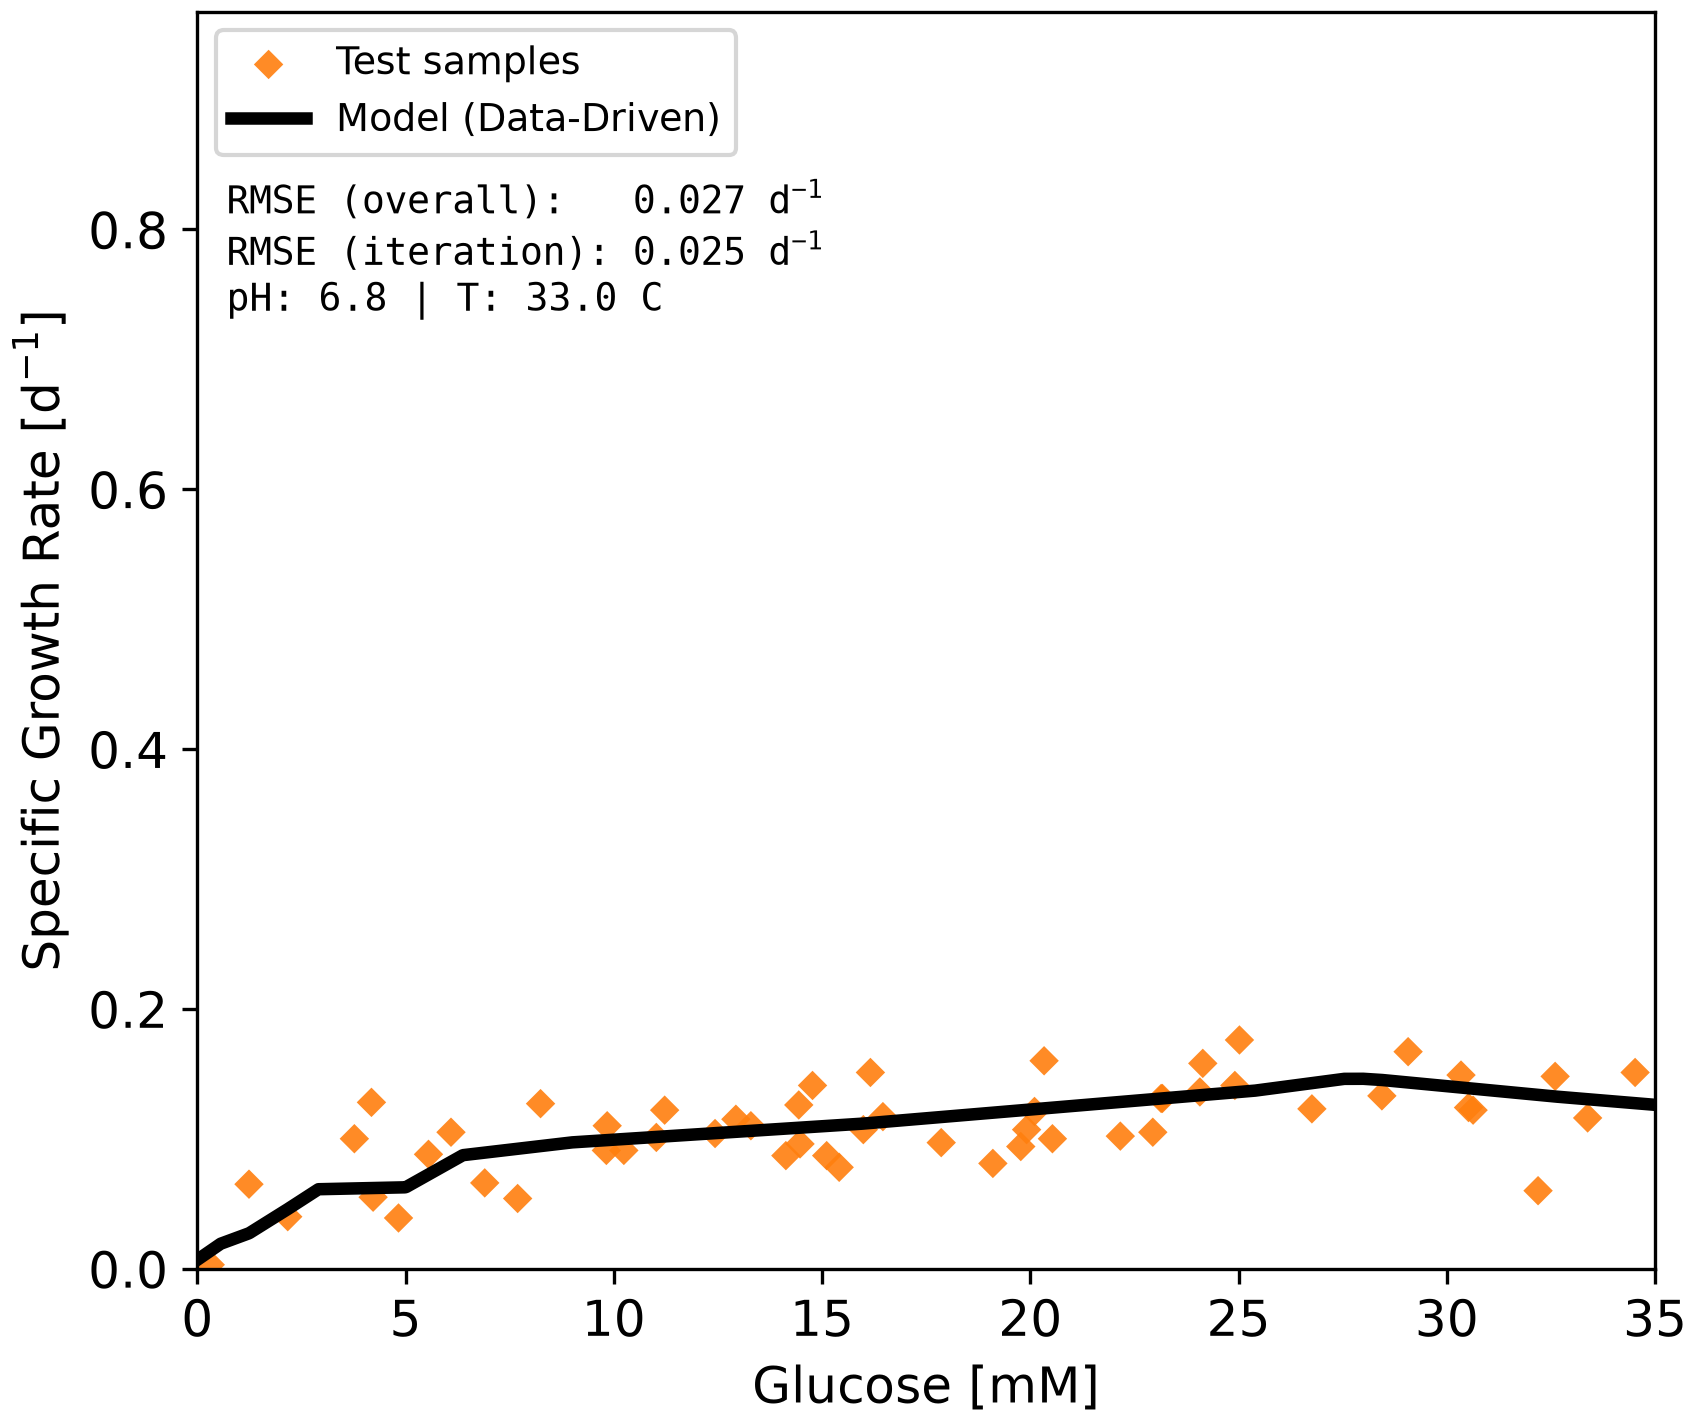 Test samples
Model (Data-Driven)
RMSE (overall):   0.027 d⁻¹
RMSE (iteration): 0.025 d⁻¹
pH: 6.8 | T: 33.0 C
Specific Growth Rate [d⁻¹]
0.8
0.6
0.4
0.2
0.0
0 5 10 15 20 25 30 35
Glucose [mM]